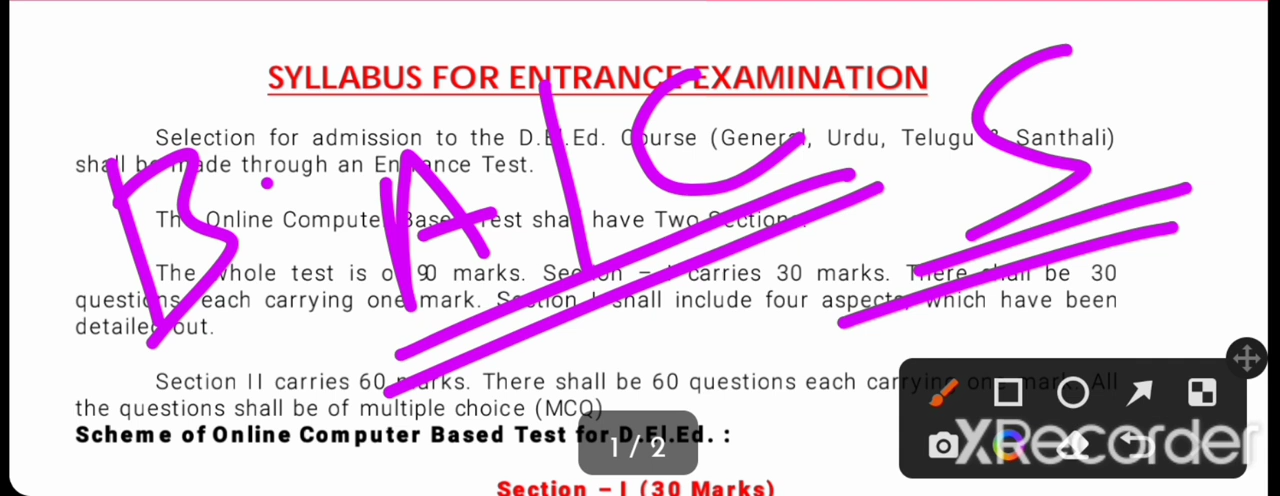 SYLLABUS FOR ENTRANCE EXAMINATION
Selection for admission to the D.El.Ed. Course (General, Urdu, Telugu & Santhali)
shall be made through an Entrance Test.
The Online Computer Based Test shall have Two Sections.
The whole test is of 90 marks. Section – I carries 30 marks. There shall be 30
questions, each carrying one mark. Section I shall include four aspects, which have been
detailed out.
Section II carries 60 marks. There shall be 60 questions each carrying one mark. All
the questions shall be of multiple choice (MCQ)
Scheme of Online Computer Based Test for D.El.Ed. :
Section – I (30 Marks)
B. A / C S
1 / 2
XRecorder